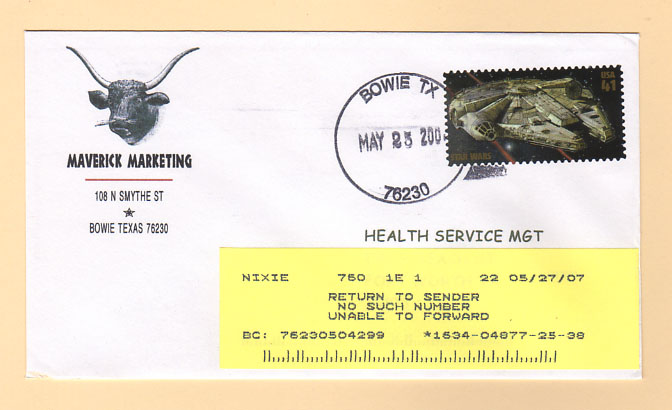 MAVERICK MARKETING
108 N SMYTHE ST
BOWIE TEXAS 76230
BOWIE TX
MAY 25 200
76230
USA
41
STAR WARS
HEALTH SERVICE MGT
NIXIE 750 1E 1 22 05/27/07
RETURN TO SENDER
NO SUCH NUMBER
UNABLE TO FORWARD
BC: 76230504299 *1634-04877-25-38